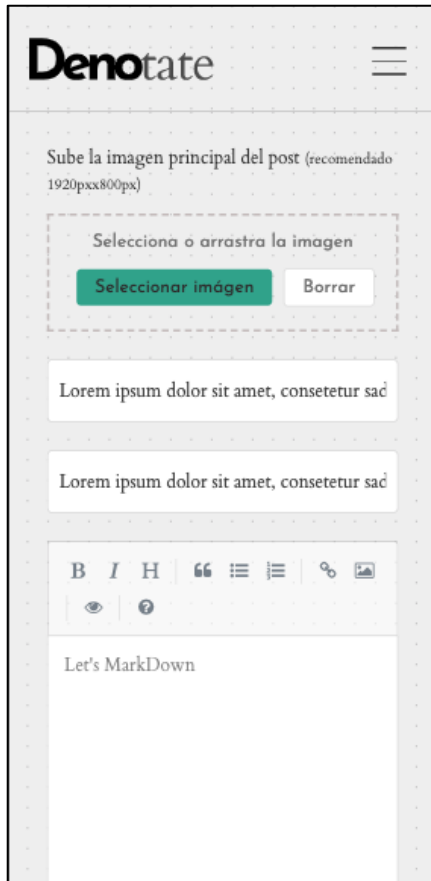 Denotate
Sube la imagen principal del post (recomendado
1920pxx800px)
Selecciona o arrastra la imagen
Seleccionar imágen Borrar
Lorem ipsum dolor sit amet, consetetur sad
Lorem ipsum dolor sit amet, consetetur sad
B I H
Let's MarkDown